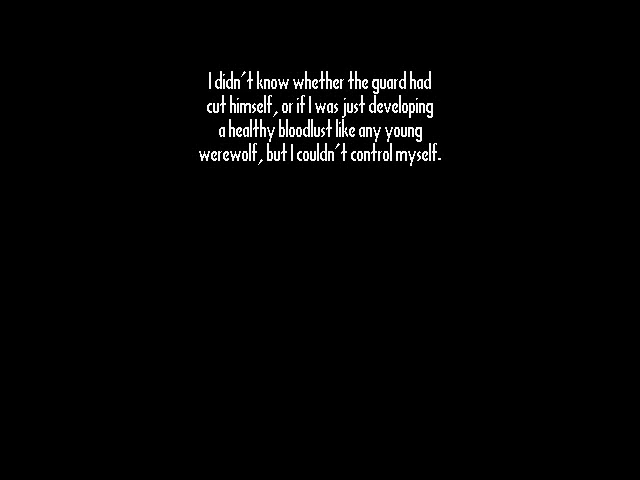 I didn't know whether the guard had
cut himself, or if I was just developing
a healthy bloodlust like any young
werewolf, but I couldn't control myself.